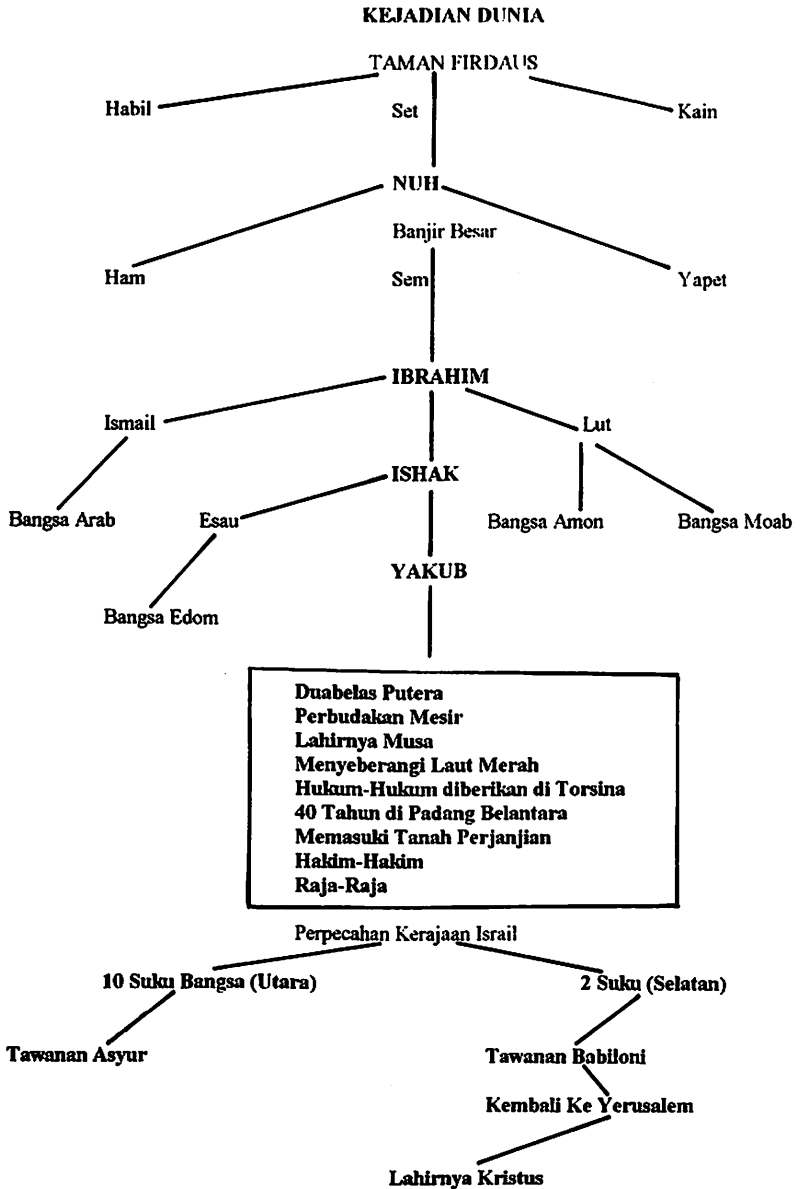 KEJADIAN DUNIA
TAMAN FIRDAUS
Habil
Set
Kain
NUH
Banjir Besar
Ham
Sem
Yapet
IBRAHIM
Ismail
Lut
ISHAK
Bangsa Arab
Esau
Bangsa Amon
Bangsa Moab
YAKUB
Bangsa Edom
Duabelas Putera
Perbudakan Mesir
Lahirnya Musa
Menyeberangi Laut Merah
Hukum-Hukum diberikan di Torsina
40 Tahun di Padang Belantara
Memasuki Tanah Perjanjian
Hakim-Hakim
Raja-Raja
Perpecahan Kerajaan Israil
10 Suku Bangsa (Utara)
2 Suku (Selatan)
Tawanan Asyur
Tawanan Babiloni
Kembali Ke Yerusalem
Lahirnya Kristus